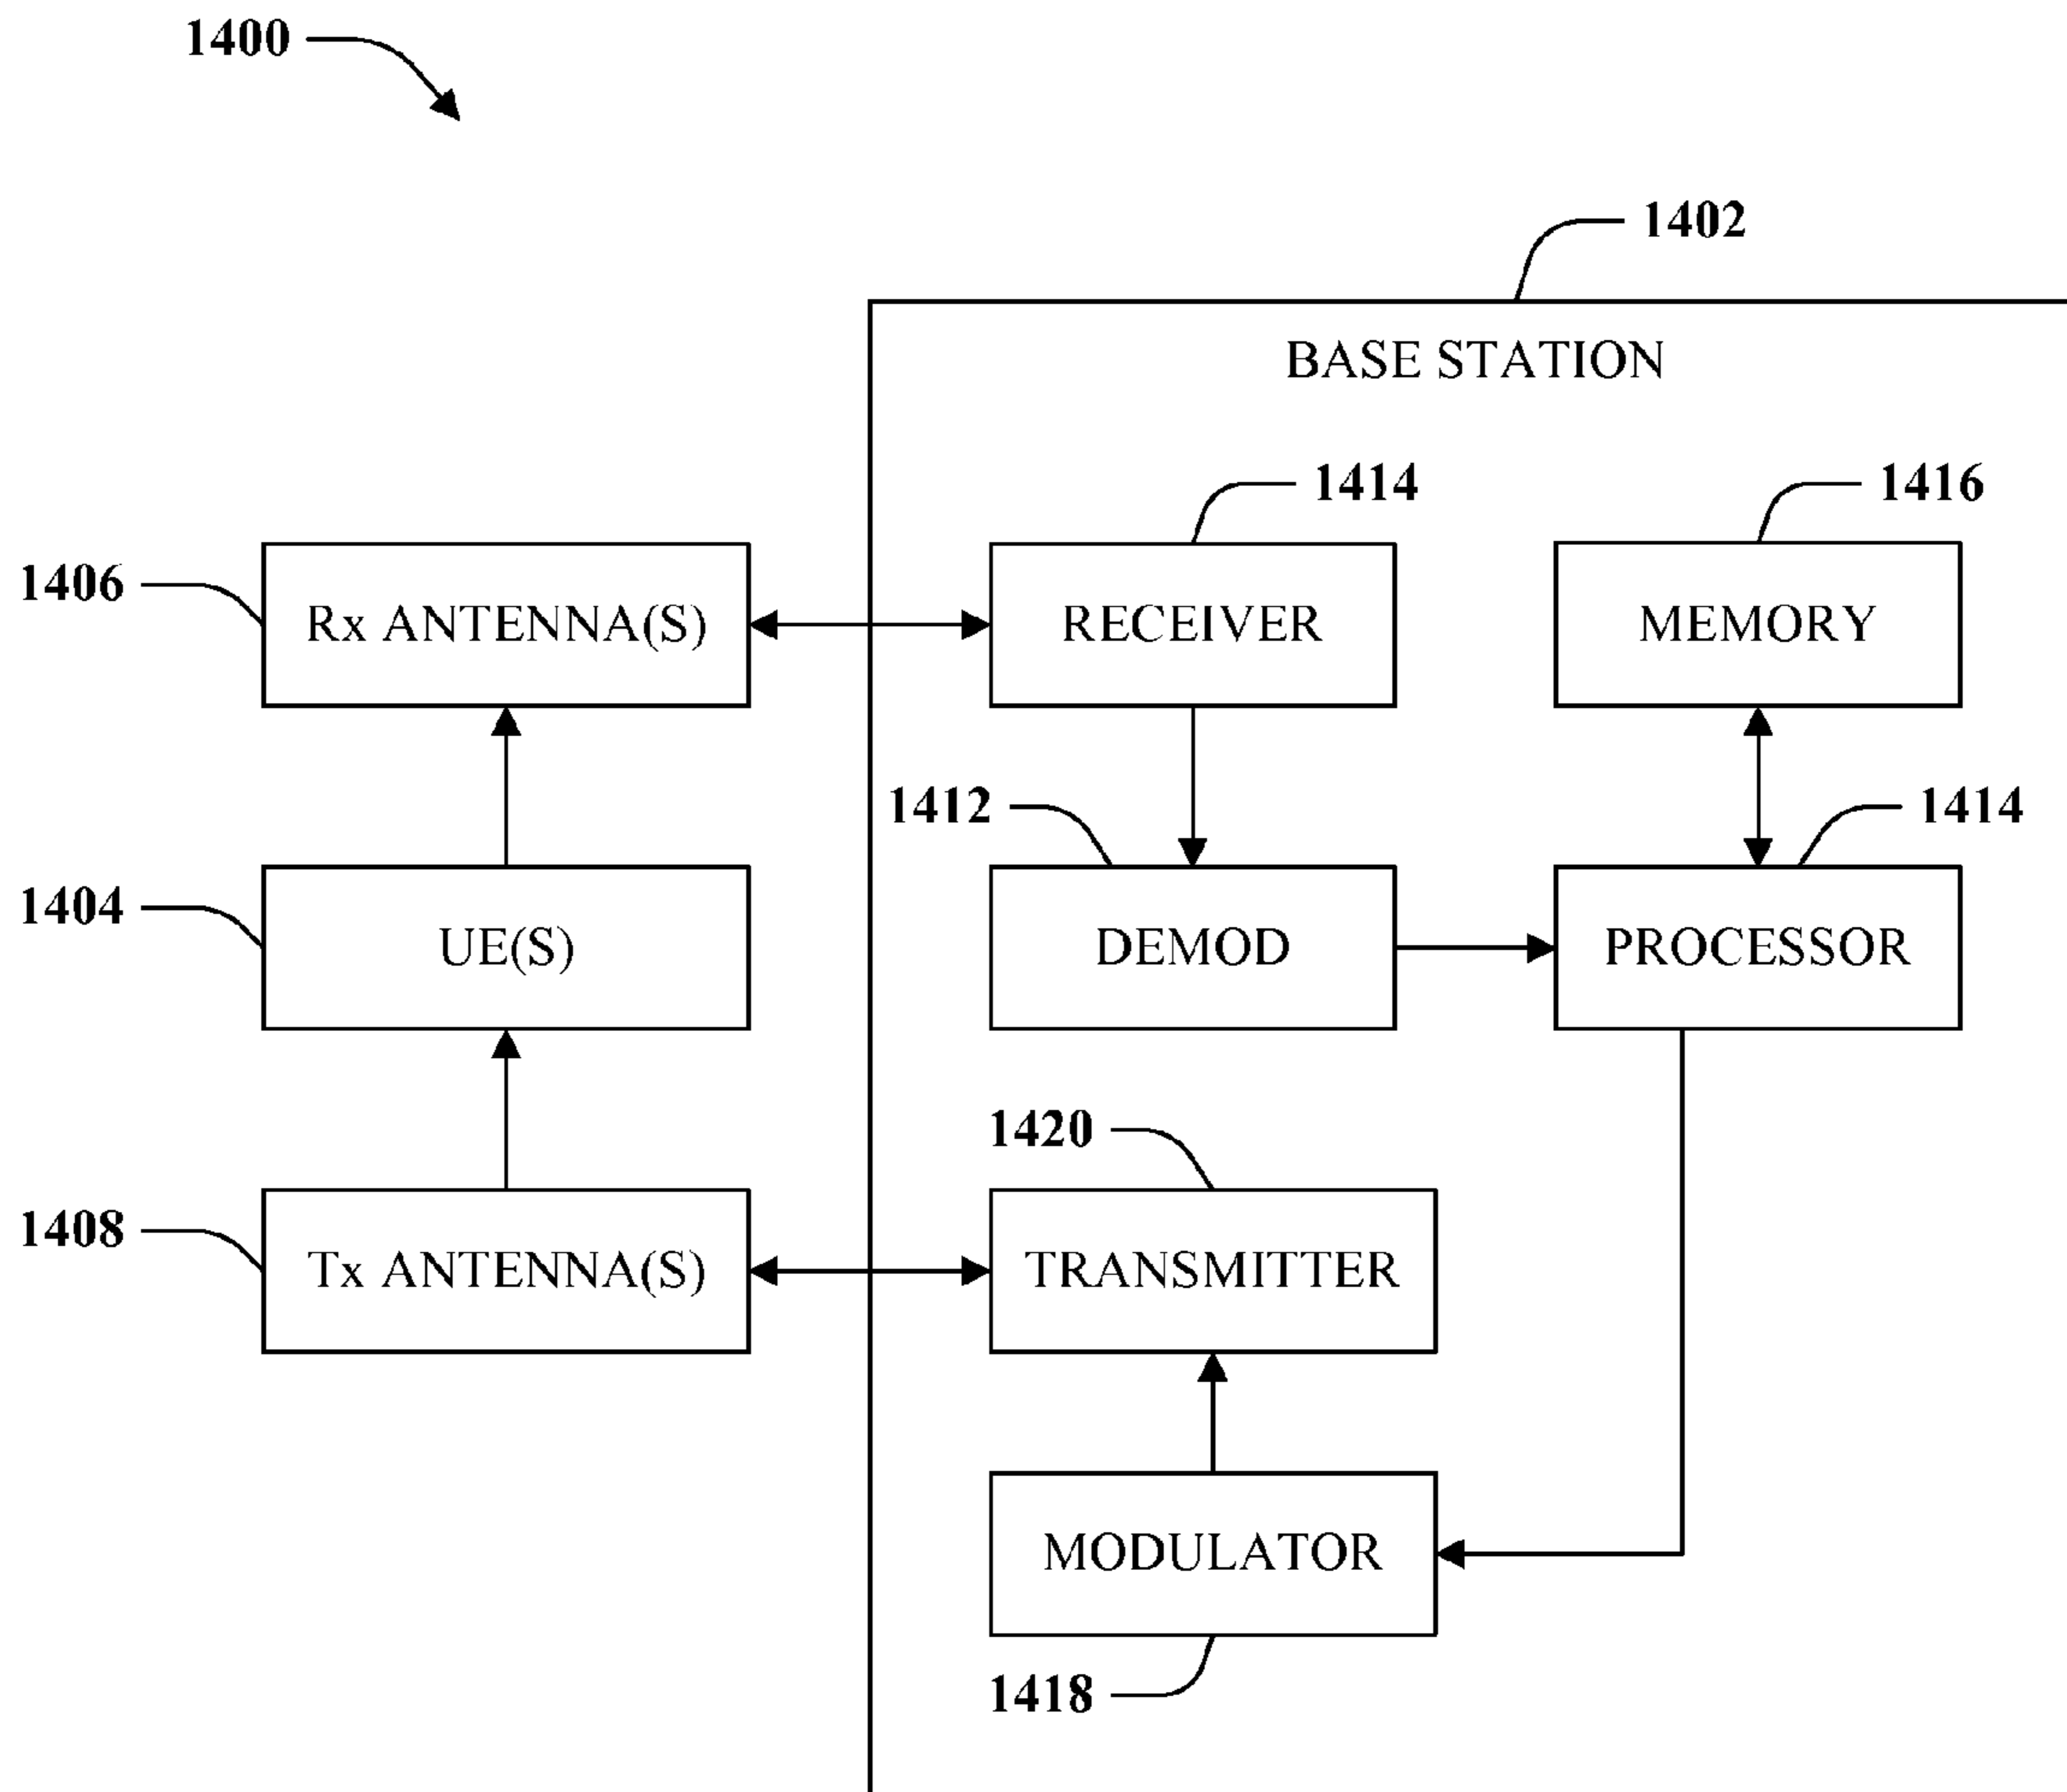 1400
1402
BASE STATION
1414
1416
1406
Rx ANTENNA(S)
RECEIVER
MEMORY
1412
1414
1404
UE(S)
DEMOD
PROCESSOR
1420
1408
Tx ANTENNA(S)
TRANSMITTER
MODULATOR
1418